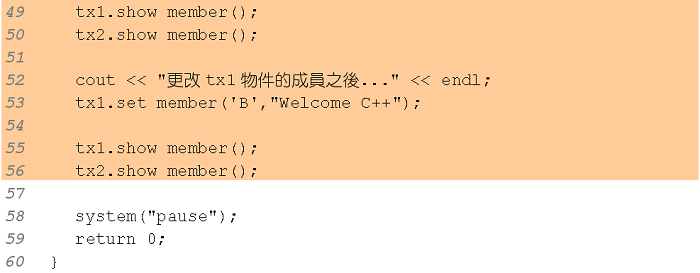 49 tx1.show member();
50 tx2.show member();
51
52 cout << "更改 tx1 物件的成員之後..." << endl;
53 tx1.set member('B',"Welcome C++");
54
55 tx1.show member();
56 tx2.show member();
57
58 system("pause");
59 return 0;
60 }